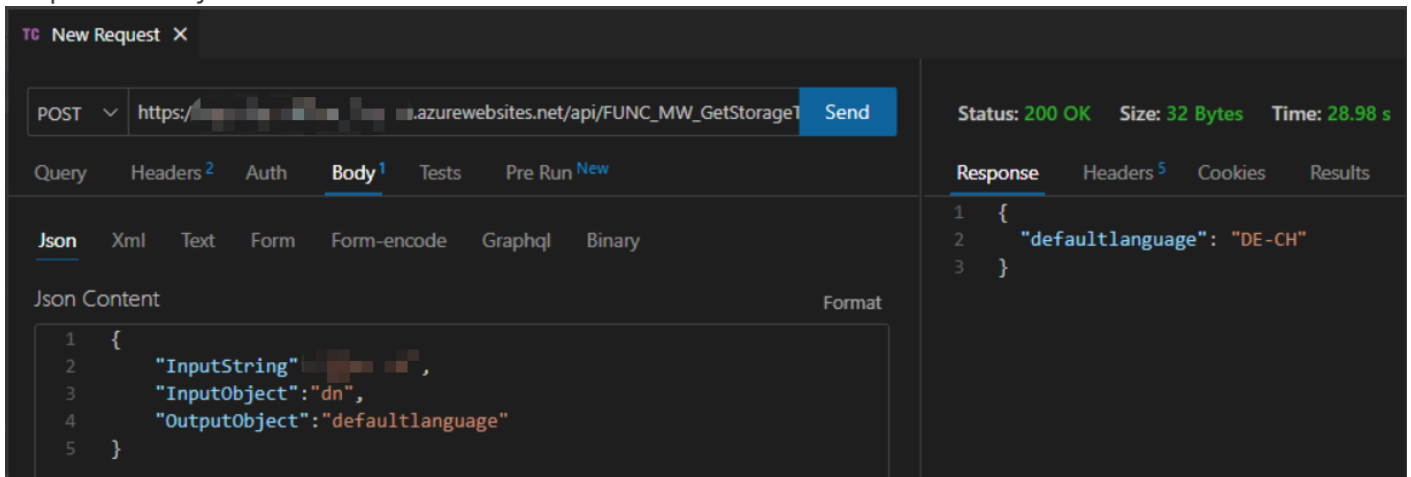 TC New Request ✕
POST https:/ .azurewebsites.net/api/FUNC_MW_GetStorageT Send
Query Headers 2 Auth Body 1 Tests Pre Run New
Json Xml Text Form Form-encode Graphql Binary
Json Content Format
1 {
2 "InputString" ",
3 "InputObject":"dn",
4 "OutputObject":"defaultlanguage"
5 }
Status: 200 OK Size: 32 Bytes Time: 28.98 s
Response Headers 5 Cookies Results
1 {
2 "defaultlanguage": "DE-CH"
3 }